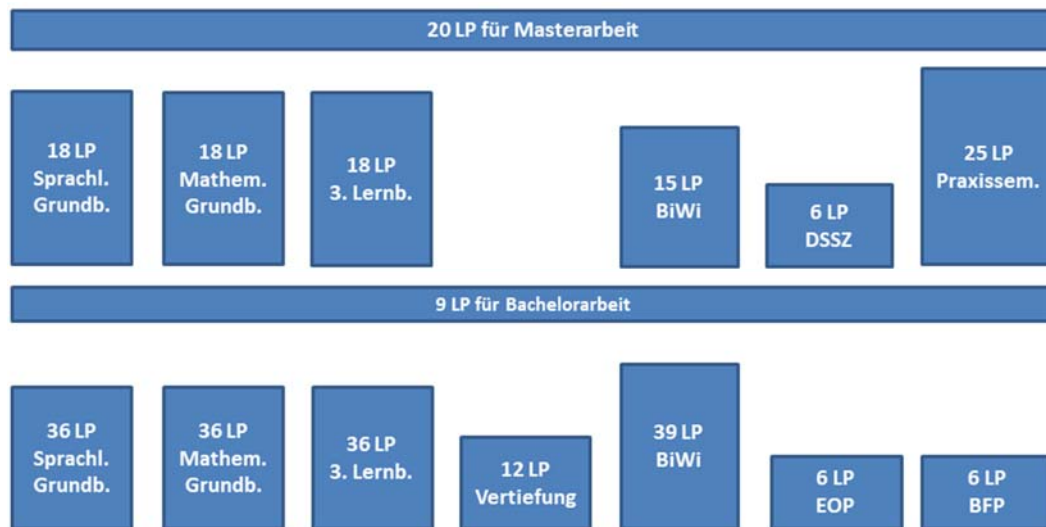 20 LP für Masterarbeit
18 LP
Sprachl.
Grundb.
18 LP
Mathem.
Grundb.
18 LP
3. Lernb.
15 LP
BiWi
6 LP
DSSZ
25 LP
Praxissem.
9 LP für Bachelorarbeit
36 LP
Sprachl.
Grundb.
36 LP
Mathem.
Grundb.
36 LP
3. Lernb.
12 LP
Vertiefung
39 LP
BiWi
6 LP
EOP
6 LP
BFP